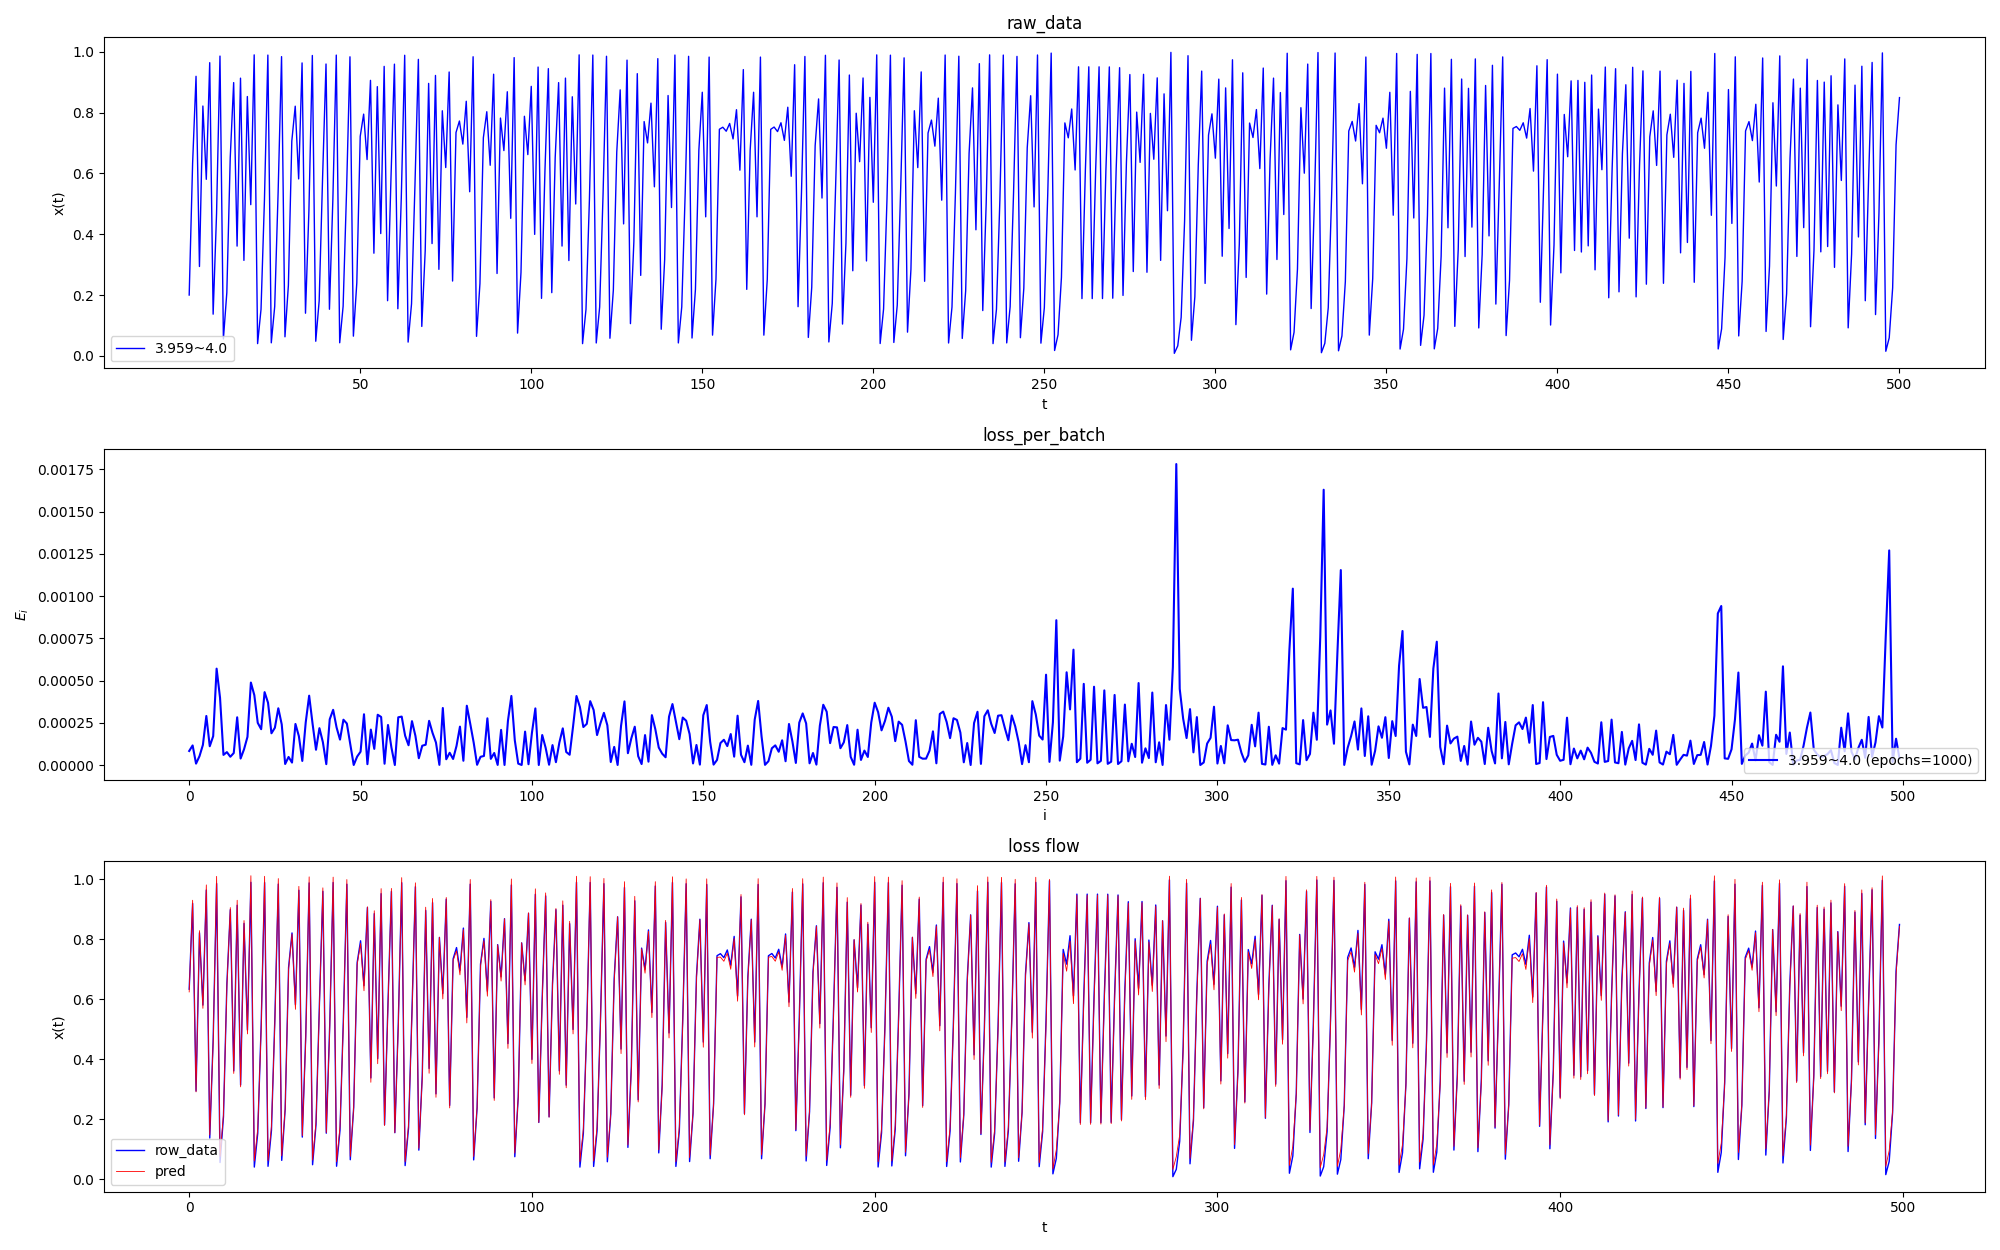 raw_data
1.0
0.8
0.6
0.4
0.2
0.0
x(t)
3.959~4.0
50 100 150 200 250 300 350 400 450 500
t
loss_per_batch
0.00175
0.00150
0.00125
0.00100
0.00075
0.00050
0.00025
0.00000
E_i
3.959~4.0 (epochs=1000)
0 50 100 150 200 250 300 350 400 450 500
i
loss flow
1.0
0.8
0.6
0.4
0.2
0.0
x(t)
row_data
pred
0 100 200 300 400 500
t